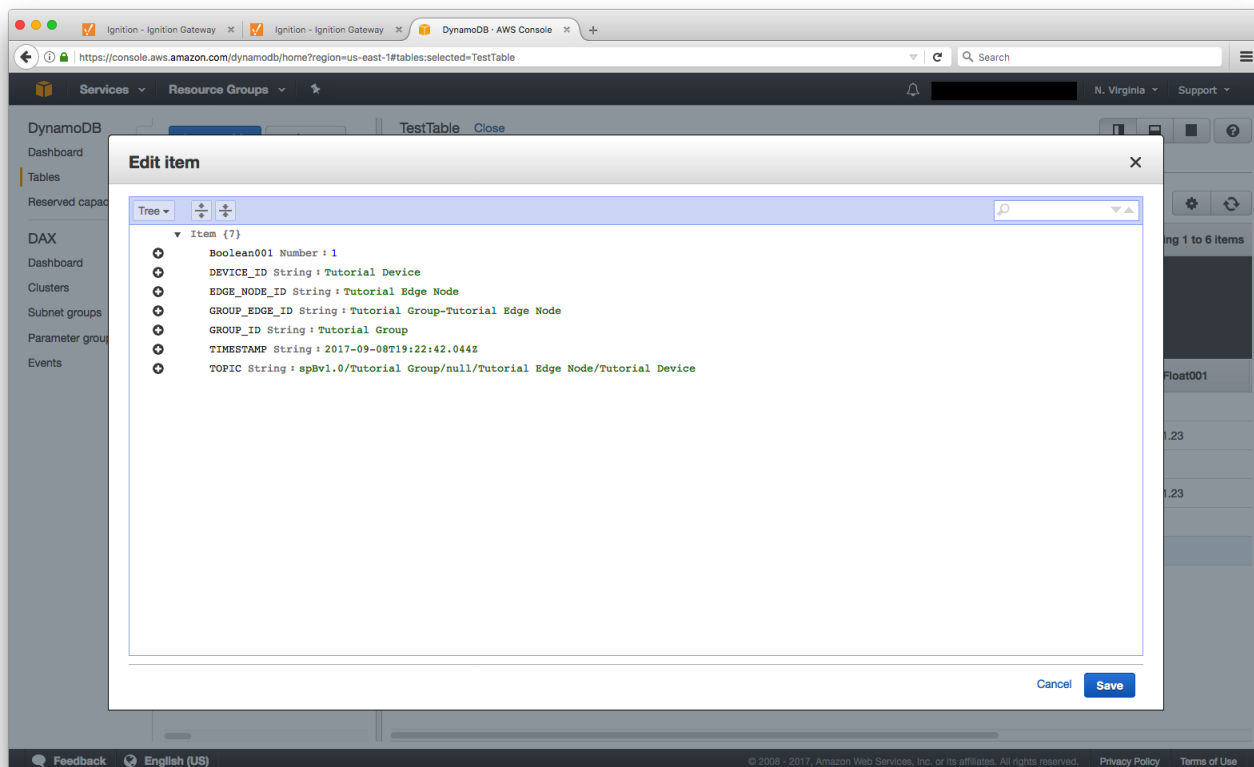 Ignition - Ignition Gateway × Ignition - Ignition Gateway × DynamoDB · AWS Console × +
https://console.aws.amazon.com/dynamodb/home?region=us-east-1#tables:selected=TestTable Search
Services Resource Groups N. Virginia Support
DynamoDB
TestTable Close
Dashboard
Tables
Reserved capac
DAX
Dashboard
Clusters
Subnet groups
Parameter group
Events
Edit item ×
Tree
Item {7}
Boolean001 Number : 1
DEVICE_ID String : Tutorial Device
EDGE_NODE_ID String : Tutorial Edge Node
GROUP_EDGE_ID String : Tutorial Group-Tutorial Edge Node
GROUP_ID String : Tutorial Group
TIMESTAMP String : 2017-09-08T19:22:42.044Z
TOPIC String : spBv1.0/Tutorial Group/null/Tutorial Edge Node/Tutorial Device
ing 1 to 6 items
Float001
1.23
1.23
Cancel Save
Feedback English (US) © 2008 - 2017, Amazon Web Services, Inc. or its affiliates. All rights reserved. Privacy Policy Terms of Use